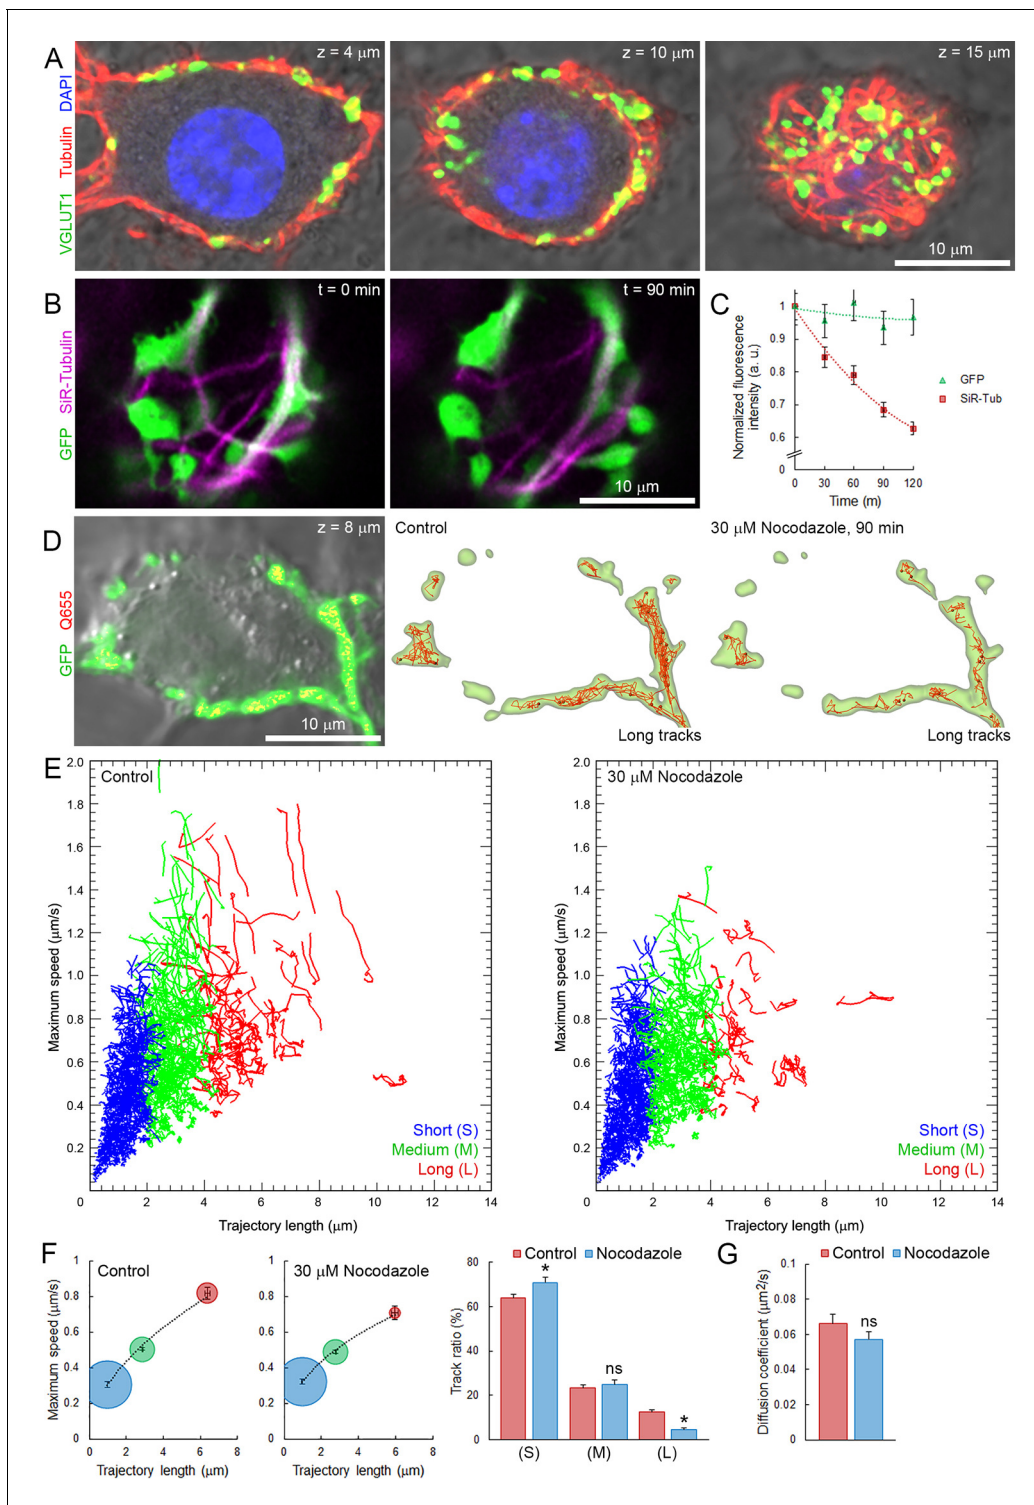 A
VGLUT1 Tubulin DAPI
z = 4 μm
z = 10 μm
z = 15 μm
10 μm
B
GFP SiR-Tubulin
t = 0 min
t = 90 min
10 μm
C
Normalized fluorescence
intensity (a. u.)
1
0.9
0.8
0.7
0.6
0
0 30 60 90 120
Time (m)
GFP
SiR-Tub
D
GFP Q655
z = 8 μm
10 μm
Control
Long tracks
30 μM Nocodazole, 90 min
Long tracks
E
Control
Maximum speed (μm/s)
2.0
1.8
1.6
1.4
1.2
1.0
0.8
0.6
0.4
0.2
0 2 4 6 8 10 12 14
Trajectory length (μm)
Short (S)
Medium (M)
Long (L)
30 μM Nocodazole
Maximum speed (μm/s)
2.0
1.8
1.6
1.4
1.2
1.0
0.8
0.6
0.4
0.2
0 2 4 6 8 10 12 14
Trajectory length (μm)
Short (S)
Medium (M)
Long (L)
F
Control
Maximum speed (μm/s)
1
0.8
0.6
0.4
0.2
0
0 2 4 6 8
Trajectory length (μm)
30 μM Nocodazole
1
0.8
0.6
0.4
0.2
0
0 2 4 6 8
Trajectory length (μm)
Control Nocodazole
Track ratio (%)
80
60
40
20
0
*
ns
*
(S) (M) (L)
G
Control Nocodazole
Diffusion coefficient (μm²/s)
0.1
0.08
0.06
0.04
0.02
0
ns